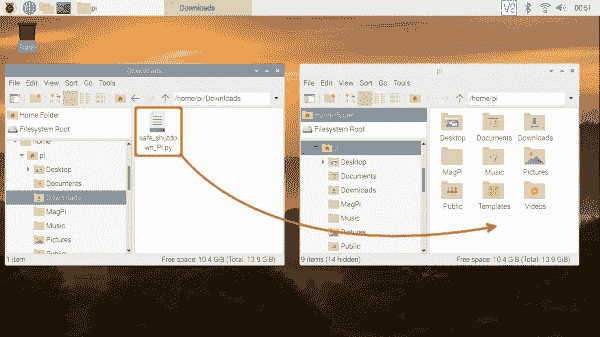 pi
Downloads
V2
00:51
Downloads
File Edit View Sort Go Tools
/home/pi/Downloads
Home Folder
Filesystem Root
home
pi
Desktop
Documents
Downloads
MagPi
Music
Pictures
Public
safe_shutdo
wn_Pi.py
1 item
Free space: 10.4 GiB (Total: 13.9 GiB)
pi
File Edit View Sort Go Tools
/home/pi
Home Folder
Filesystem Root
pi
Desktop
Documents
Downloads
MagPi
Music
Pictures
Public
Desktop Documents Downloads
MagPi Music Pictures
Public Templates Videos
9 items (14 hidden)
Free space: 10.4 GiB (Total: 13.9 GiB)